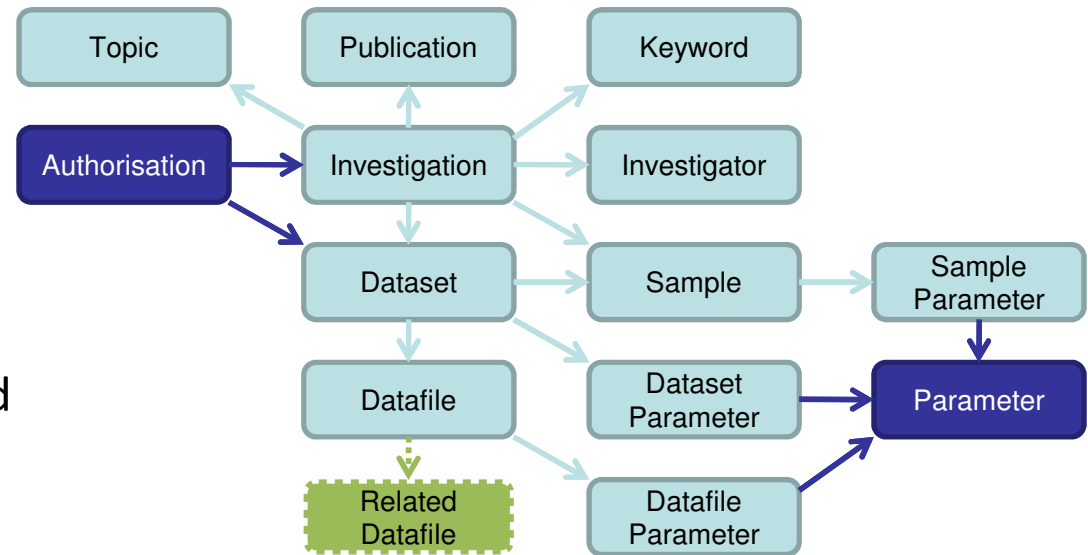 Topic
Publication
Keyword
Authorisation
Investigation
Investigator
Dataset
Sample
Sample
Parameter
Datafile
Dataset
Parameter
Parameter
Related
Datafile
Datafile
Parameter